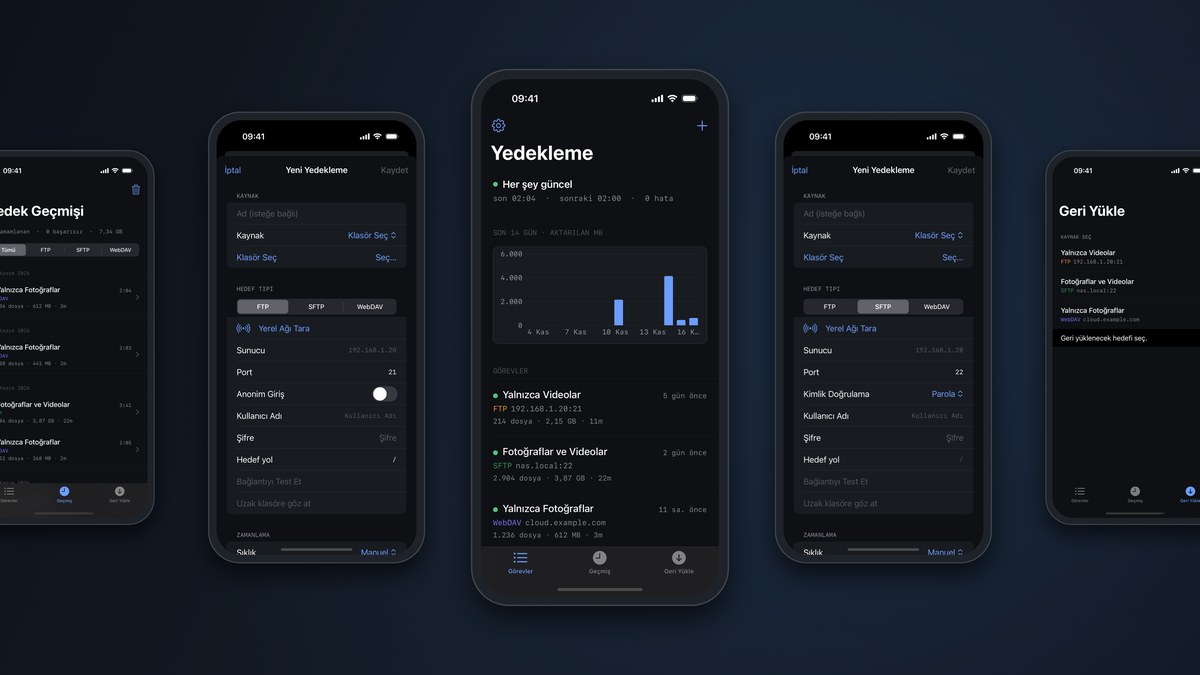 09:41
edek Geçmişi
amamlanan · 0 başarısız · 7,34 GB
Tümü FTP SFTP WebDAV
Yalnızca Fotoğraflar 2:04
612 MB · 3m
Yalnızca Fotoğraflar 2:03
441 MB · 2m
Fotoğraflar ve Videolar 3:41
dosya · 3,87 GB · 22m
Yalnızca Fotoğraflar 2:05
dosya · 268 MB · 2m
Görevler Geçmiş Geri Yükle
09:41
İptal Yeni Yedekleme Kaydet
KAYNAK
Ad (isteğe bağlı)
Kaynak Klasör Seç
Klasör Seç Seç...
HEDEF TIPI
FTP SFTP WebDAV
Yerel Ağı Tara
Sunucu 192.168.1.20
Port 21
Anonim Giriş
Kullanıcı Adı Kullanıcı Adı
Şifre Şifre
Hedef yol /
Bağlantıyı Test Et
Uzak klasöre göz at
ZAMANLAMA
Sıklık Manuel
09:41
Yedekleme
Her şey güncel
son 02:04 · sonraki 02:00 · 0 hata
SON 14 GÜN · AKTARILAN MB
6.000
4.000
2.000
0
4 Kas 7 Kas 10 Kas 13 Kas 16 K...
GÖREVLER
Yalnızca Videolar 5 gün önce
FTP 192.168.1.20:21
214 dosya · 2,15 GB · 11m
Fotoğraflar ve Videolar 2 gün önce
SFTP nas.local:22
2.904 dosya · 3,87 GB · 22m
Yalnızca Fotoğraflar 11 sa. önce
WebDAV cloud.example.com
1.236 dosya · 612 MB · 3m
Görevler Geçmiş Geri Yükle
09:41
İptal Yeni Yedekleme Kaydet
KAYNAK
Ad (isteğe bağlı)
Kaynak Klasör Seç
Klasör Seç Seç...
HEDEF TIPI
FTP SFTP WebDAV
Yerel Ağı Tara
Sunucu 192.168.1.20
Port 22
Kimlik Doğrulama Parola
Kullanıcı Adı Kullanıcı Adı
Şifre Şifre
Hedef yol /
Bağlantıyı Test Et
Uzak klasöre göz at
ZAMANLAMA
Sıklık Manuel
09:41
Geri Yükle
KAYNAK SEÇ
Yalnızca Videolar
FTP 192.168.1.20:21
Fotoğraflar ve Videolar
SFTP nas.local:22
Yalnızca Fotoğraflar
WebDAV cloud.example.com
Geri yüklenecek hedefi seç.
Görevler Geçmiş Geri Yükle